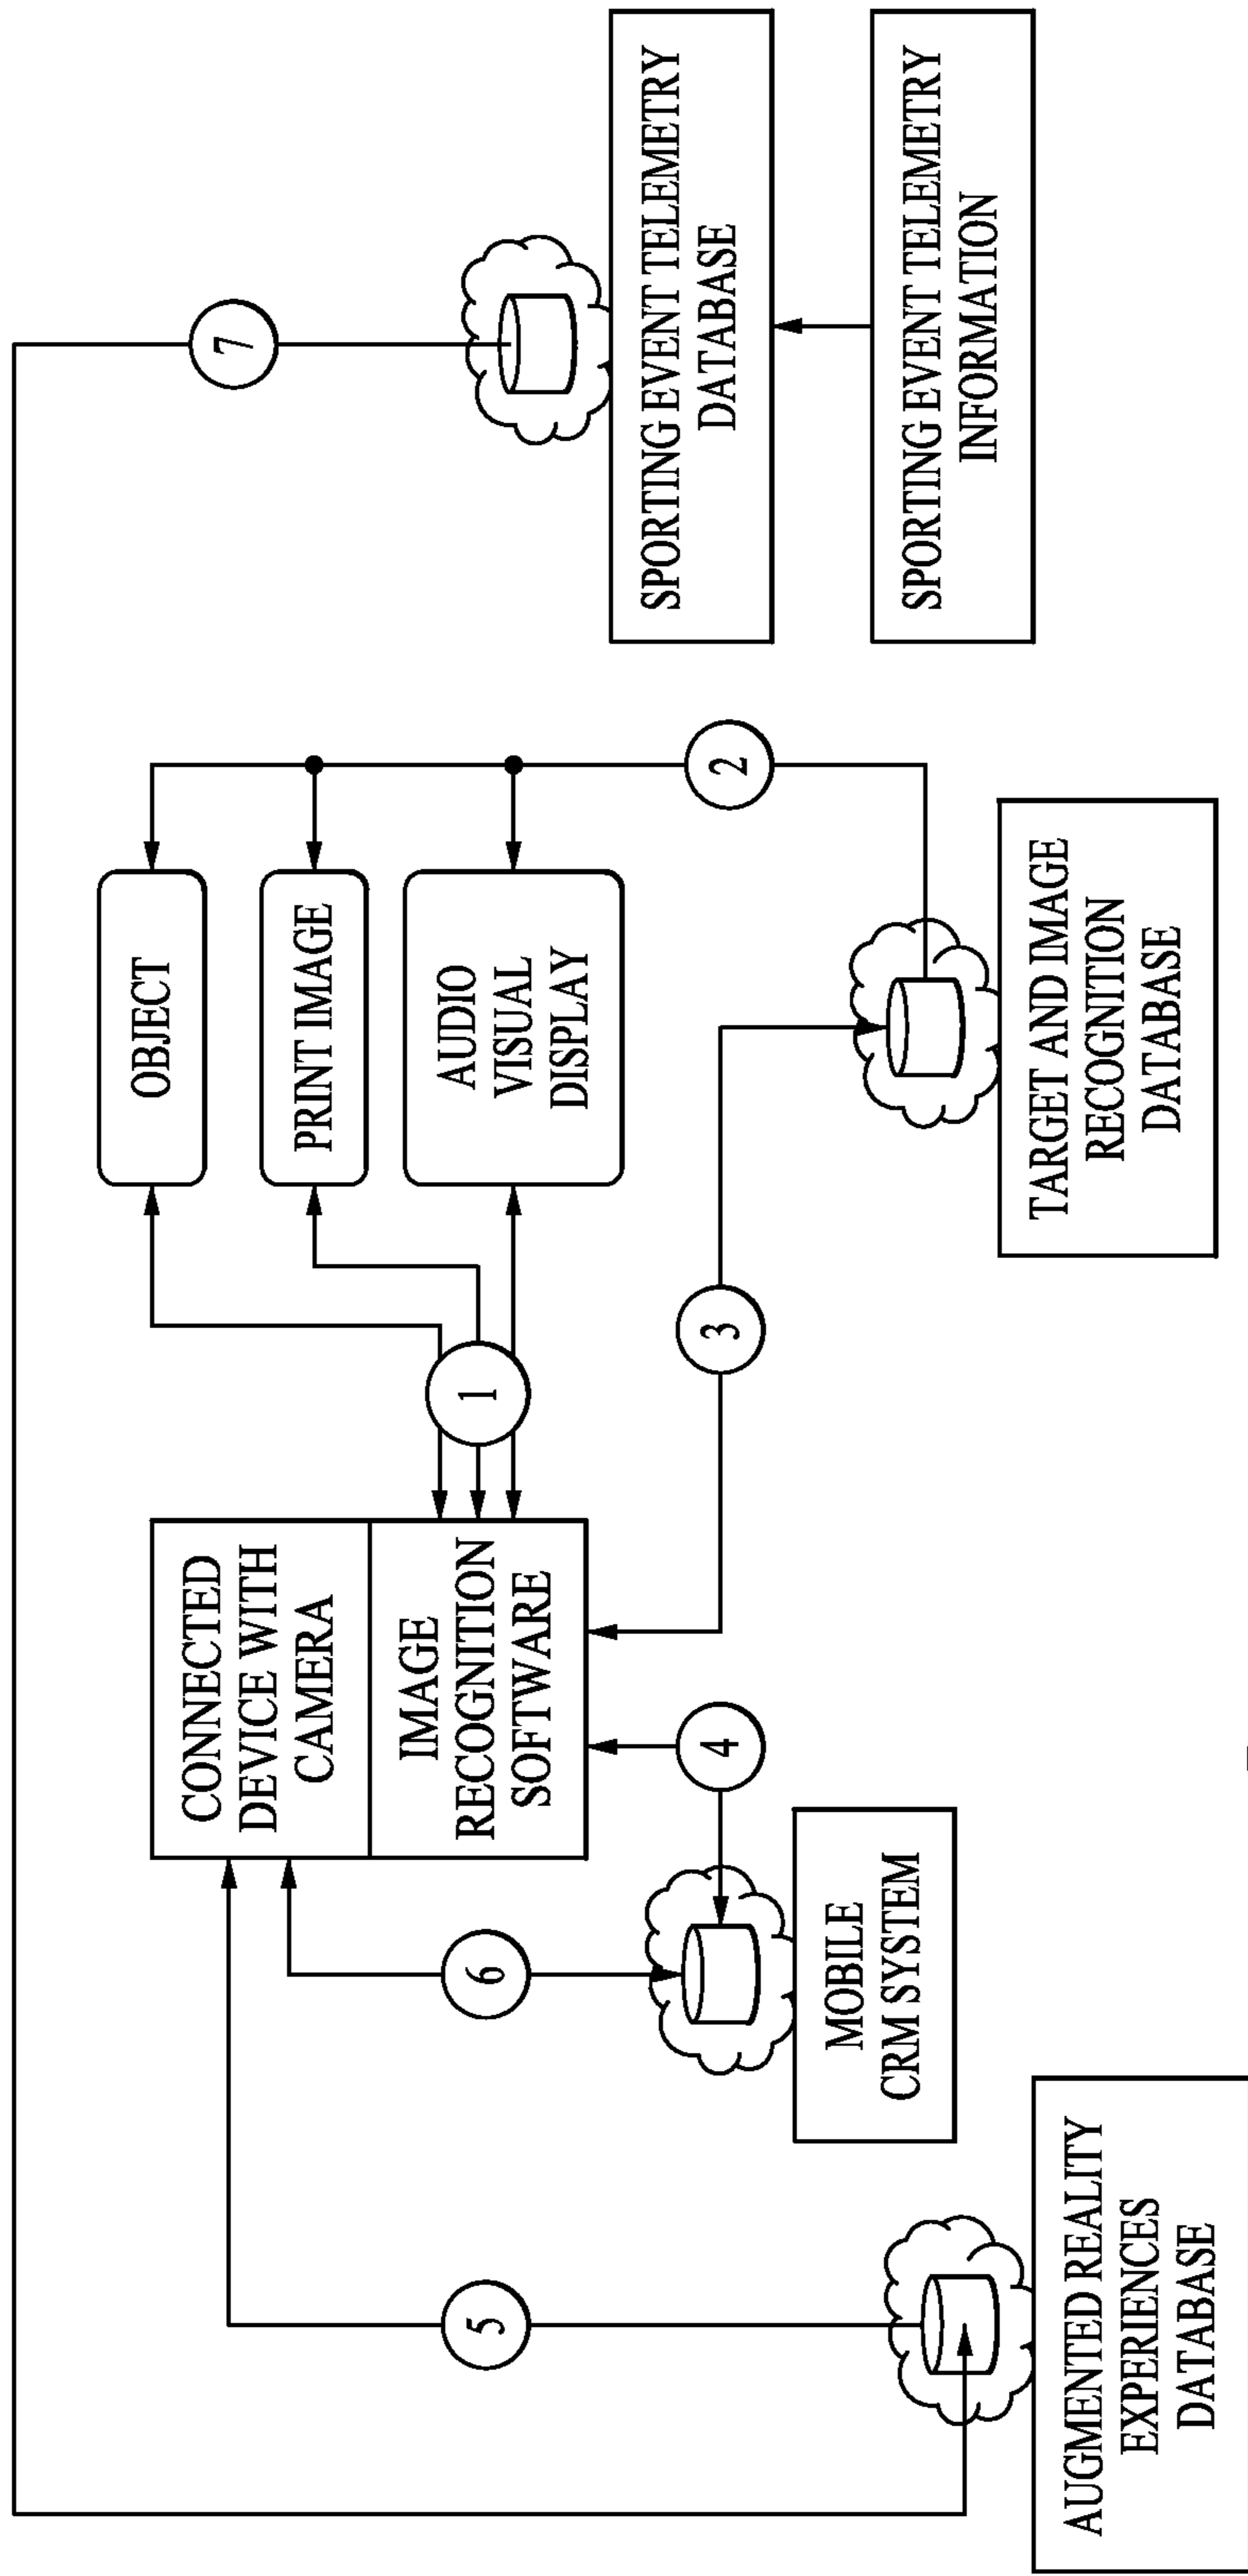 7
OBJECT
PRINT IMAGE
AUDIO
VISUAL
DISPLAY
CONNECTED
DEVICE WITH
CAMERA
IMAGE
RECOGNITION
SOFTWARE
1
2
3
4
5
6
SPORTING EVENT TELEMETRY
DATABASE
SPORTING EVENT TELEMETRY
INFORMATION
TARGET AND IMAGE
RECOGNITION
DATABASE
MOBILE
CRM SYSTEM
AUGMENTED REALITY
EXPERIENCES
DATABASE